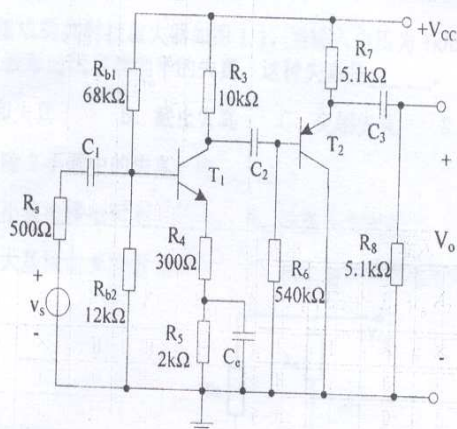 +VCC
Rb1
68kΩ
R3
10kΩ
R7
5.1kΩ
C1
C2
C3
T1
T2
Rs
500Ω
+
vs
-
Rb2
12kΩ
R4
300Ω
R5
2kΩ
Ce
R6
540kΩ
R8
5.1kΩ
+
Vo
-